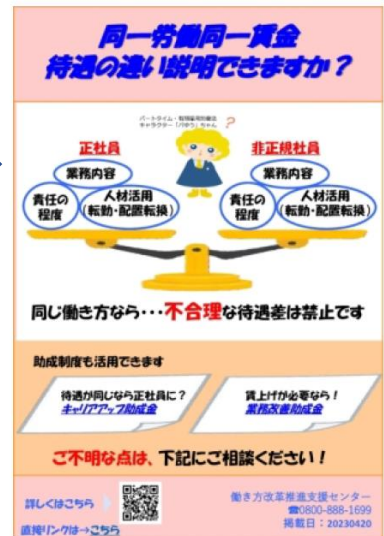 同一労働同一賃金
待遇の違い説明できますか?
パートタイム・有期雇用労働法
キャラクター「パゆう」ちゃん
?
正社員
非正規社員
業務内容
業務内容
責任の
程度
人材活用
(転勤・配置転換)
責任の
程度
人材活用
(転勤・配置転換)
同じ働き方なら・・・不合理な待遇差は禁止です
助成制度も活用できます
待遇が同じなら正社員に?
キャリアアップ助成金
賃上げが必要なら!
業務改善助成金
ご不明な点は、下記にご相談ください!
詳しくはこちら
直接リンクは→こちら
働き方改革推進支援センター
☎0800-888-1699
掲載日:20230420